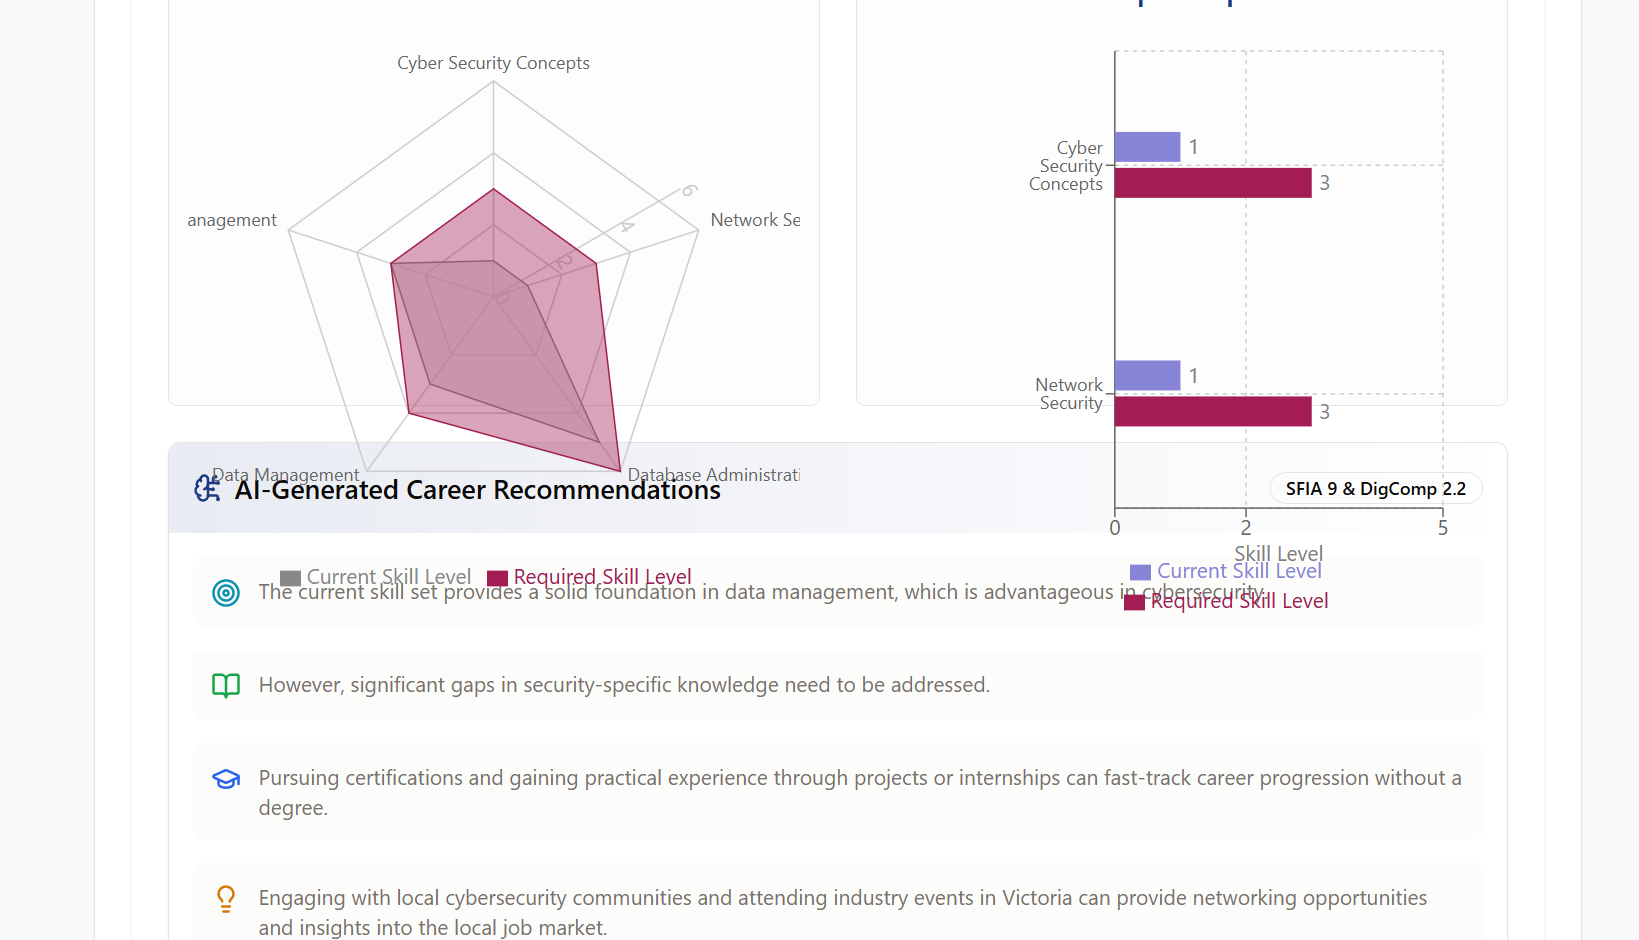 Cyber Security Concepts
anagement
Network Se
6
4
2
0
Data Management
Database Administrati
Current Skill Level
Required Skill Level
Cyber
Security
Concepts
1
3
Network
Security
1
3
0
2
5
Skill Level
Current Skill Level
Required Skill Level
AI-Generated Career Recommendations
SFIA 9 & DigComp 2.2
The current skill set provides a solid foundation in data management, which is advantageous in cybersecurity.
However, significant gaps in security-specific knowledge need to be addressed.
Pursuing certifications and gaining practical experience through projects or internships can fast-track career progression without a
degree.
Engaging with local cybersecurity communities and attending industry events in Victoria can provide networking opportunities
and insights into the local job market.